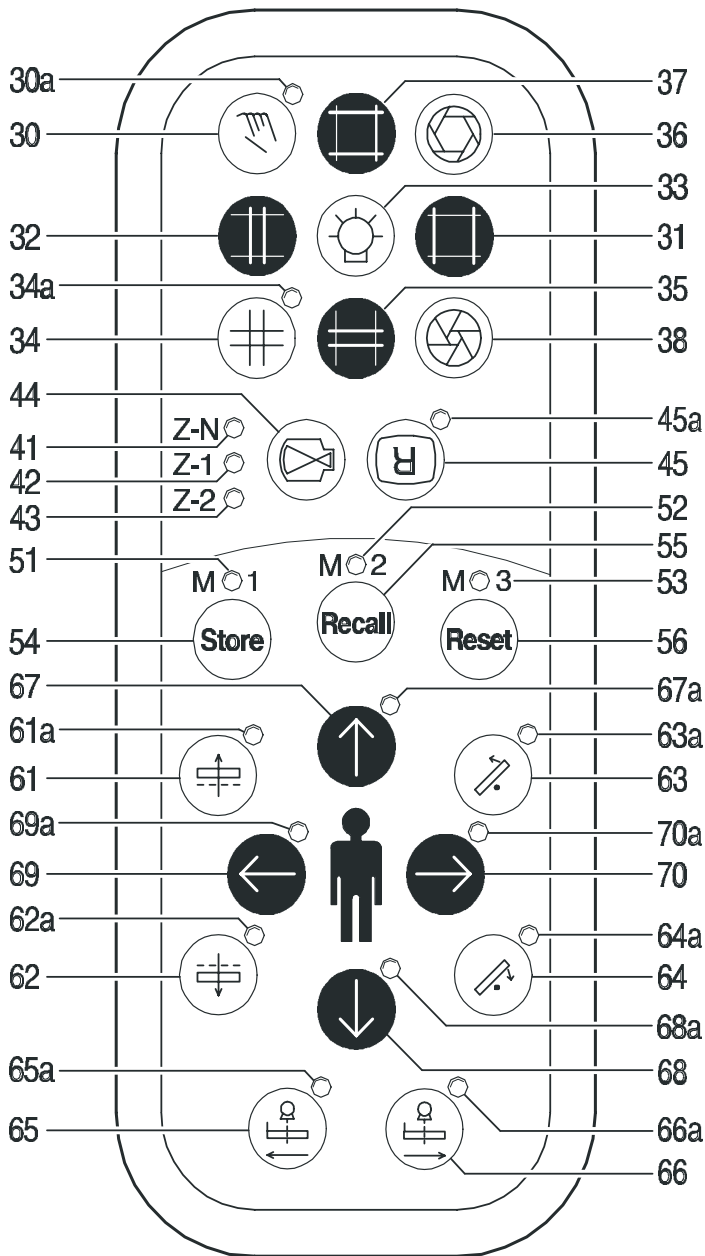 30a 37
30 36
33
32 31
34a 35
34 38
44
41 Z-N 45a
42 Z-1 R 45
43 Z-2 52
51 55
M 1 M 2 M 3 53
54 Store Recall Reset 56
67 67a
61a 63a
61 63
69a 70a
69 70
62a 64a
62 64
68a
65a 68
65 66a
66